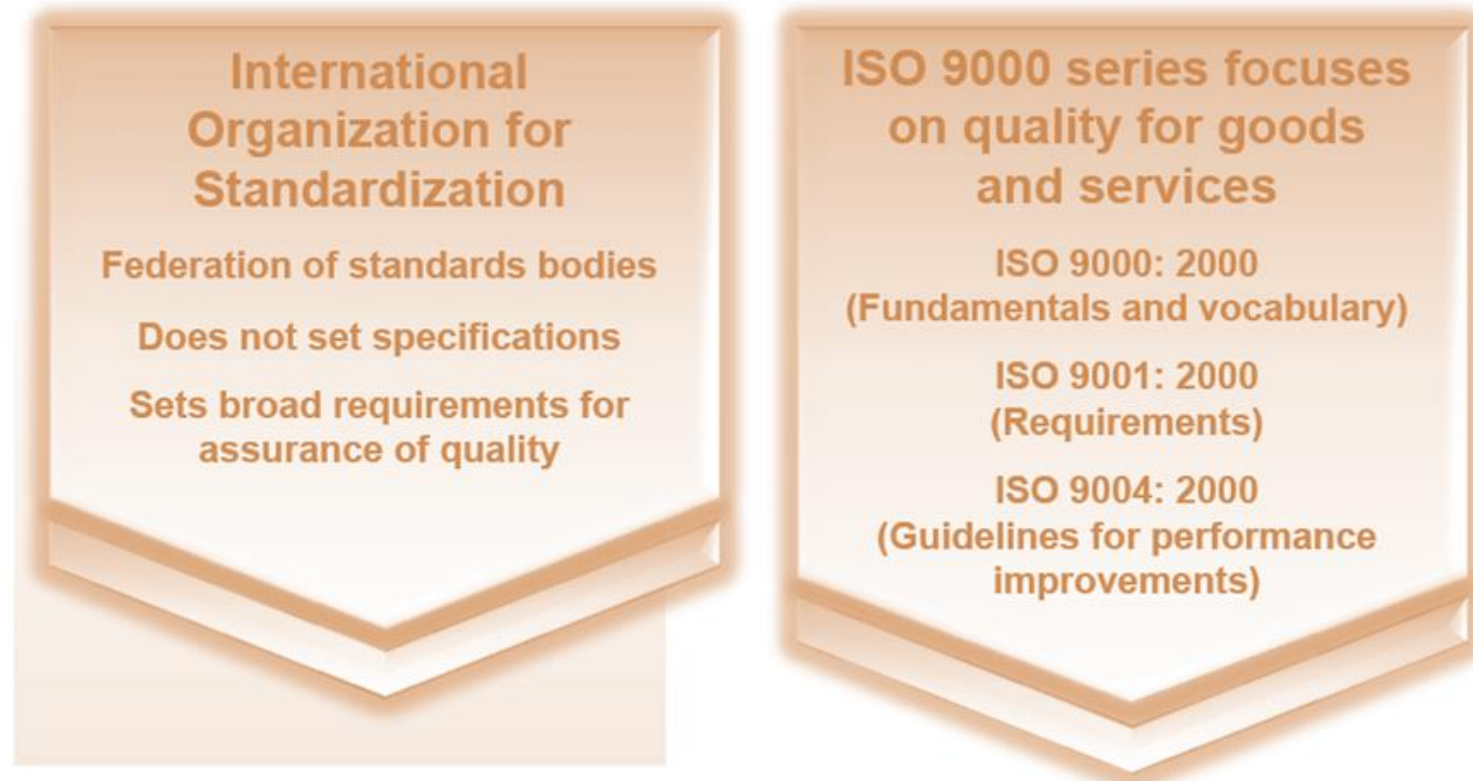 International
Organization for
Standardization
Federation of standards bodies
Does not set specifications
Sets broad requirements for
assurance of quality
ISO 9000 series focuses
on quality for goods
and services
ISO 9000: 2000
(Fundamentals and vocabulary)
ISO 9001: 2000
(Requirements)
ISO 9004: 2000
(Guidelines for performance
improvements)